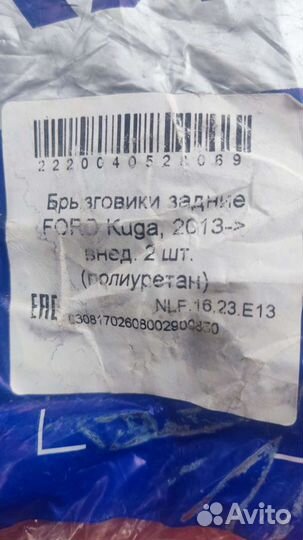 2220040528069
Брызговики задние
FORD Kuga, 2013->
внед. 2 шт.
(полиуретан)
EAC
NLF.16.23.E13
Avito